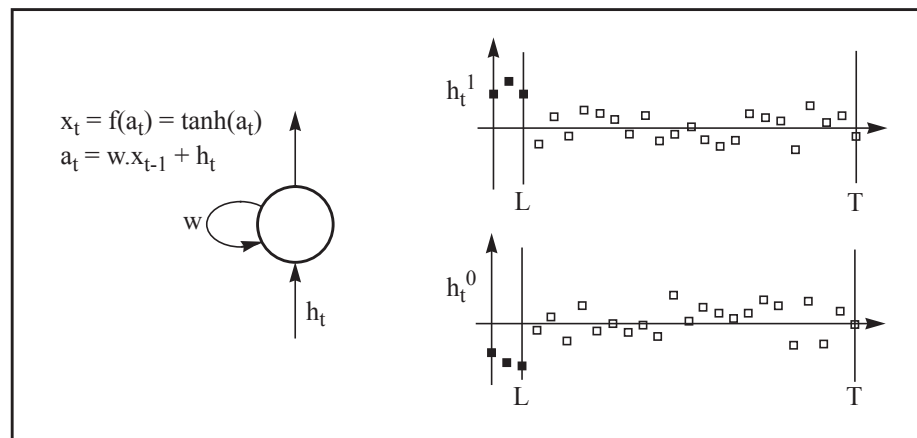 x_t = f(a_t) = tanh(a_t)
a_t = w.x_{t-1} + h_t
w
h_t
h_t^1
L
T
h_t^0
L
T